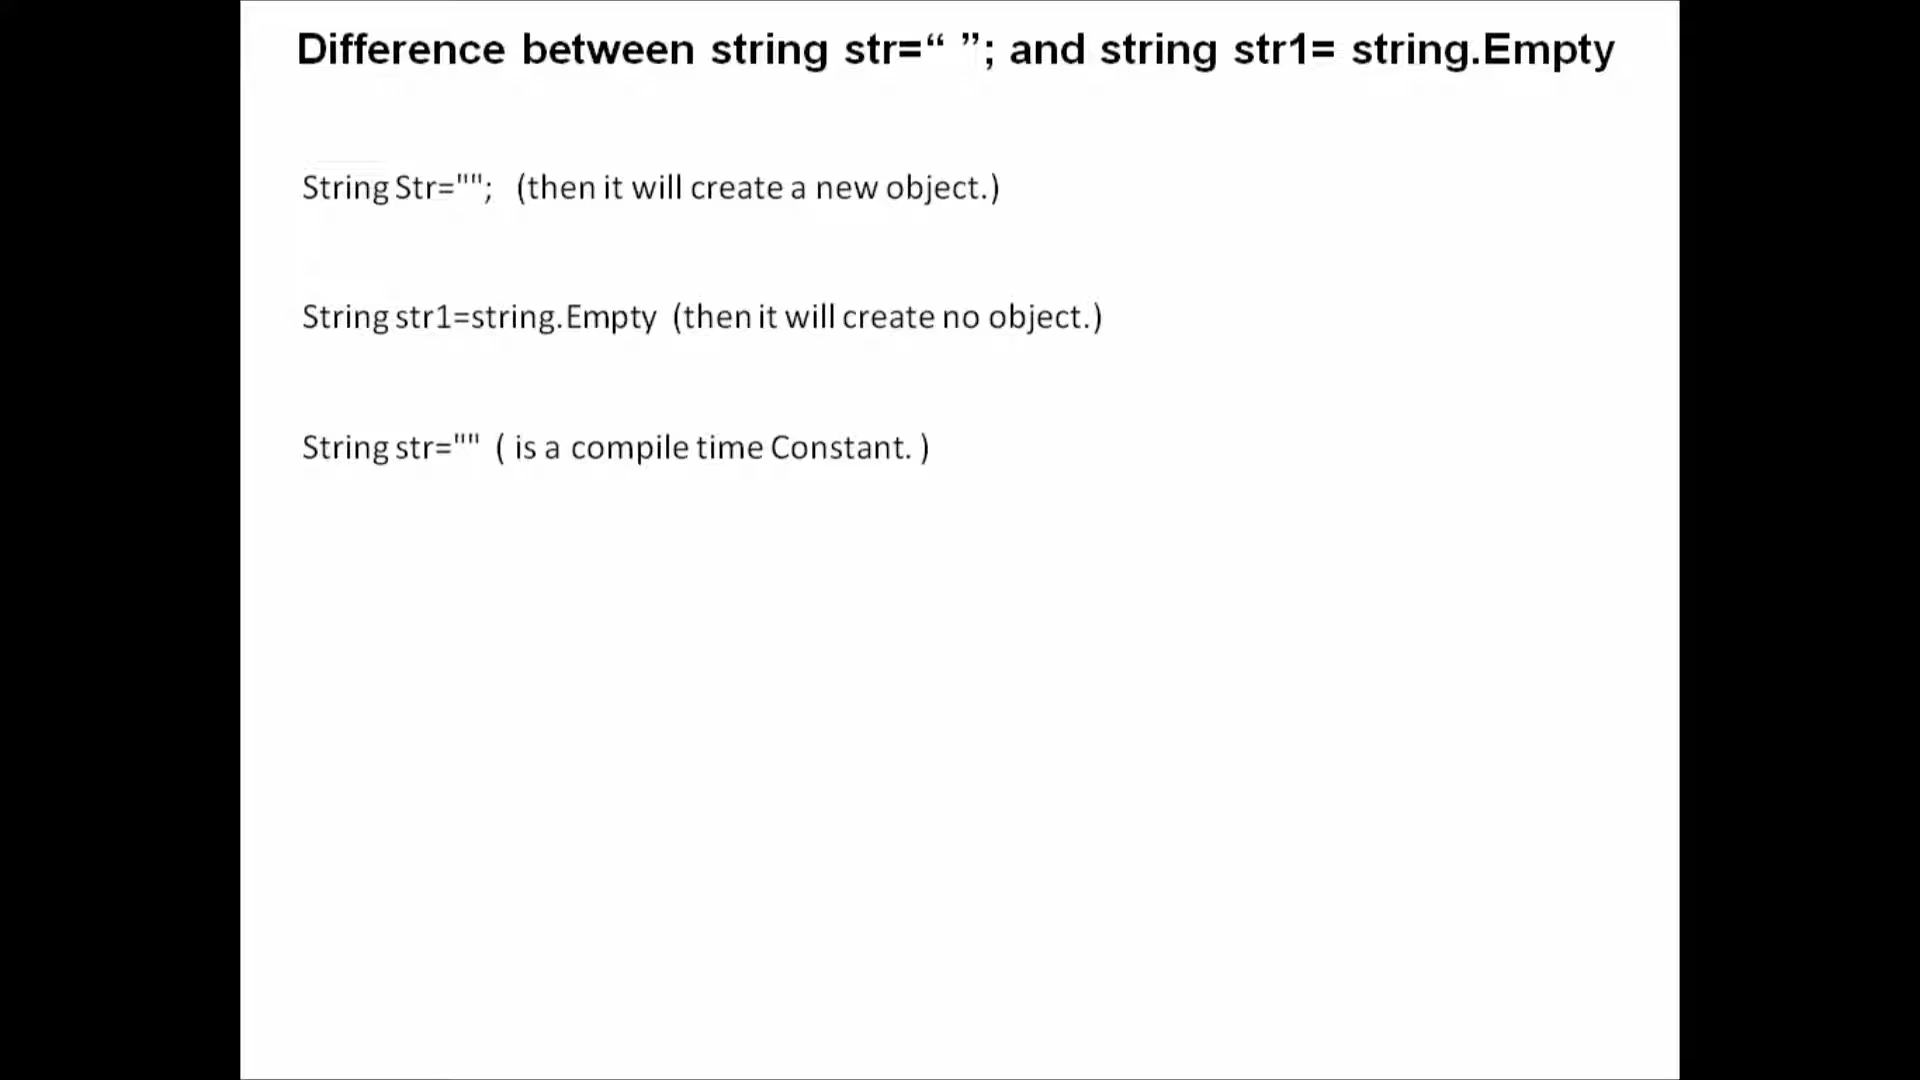 Difference between string str=“ ”; and string str1= string.Empty
String Str=""; (then it will create a new object.)
String str1=string.Empty (then it will create no object.)
String str="" ( is a compile time Constant. )